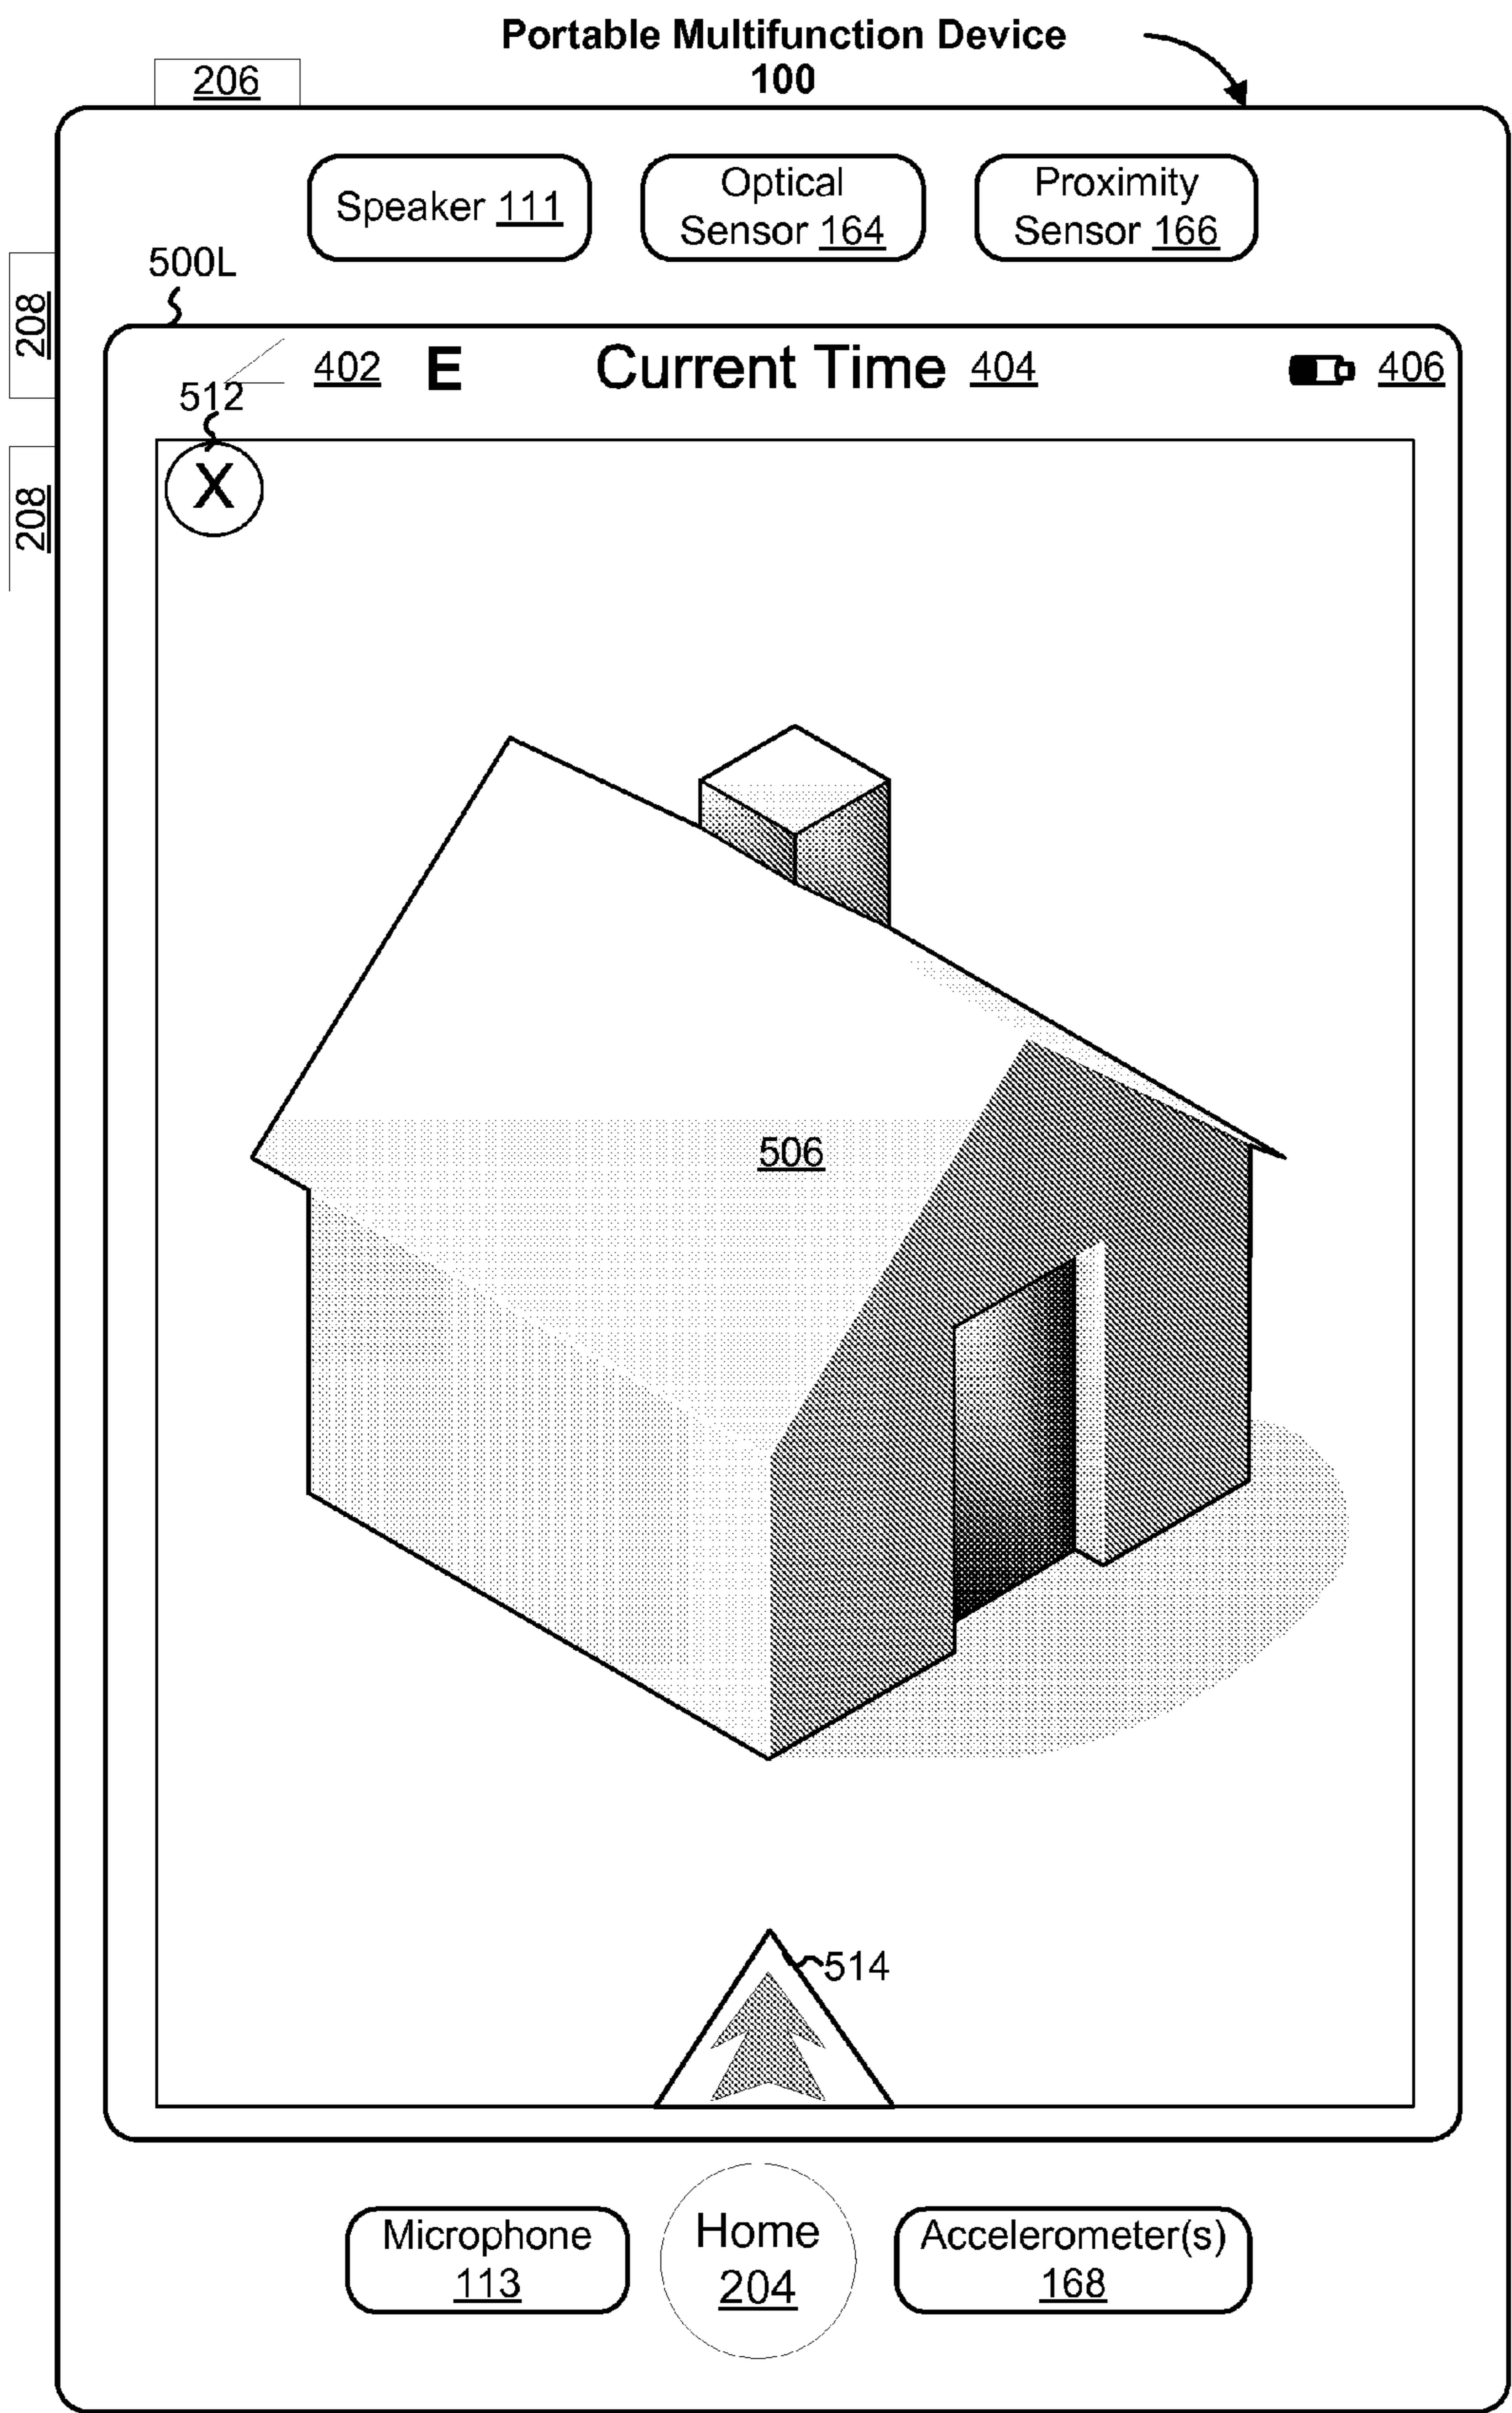 Portable Multifunction Device
100
206
Speaker 111
Optical
Sensor 164
Proximity
Sensor 166
208
500L
402 E Current Time 404 406
512
X
208
506
514
Microphone
113
Home
204
Accelerometer(s)
168